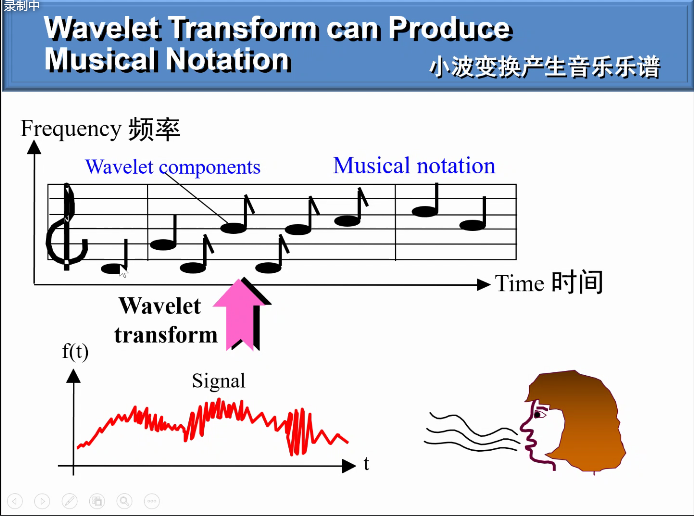 录制中
Wavelet Transform can Produce
Musical Notation
小波变换产生音乐乐谱
Frequency 频率
Wavelet components
Musical notation
Time 时间
Wavelet
transform
f(t)
Signal
t